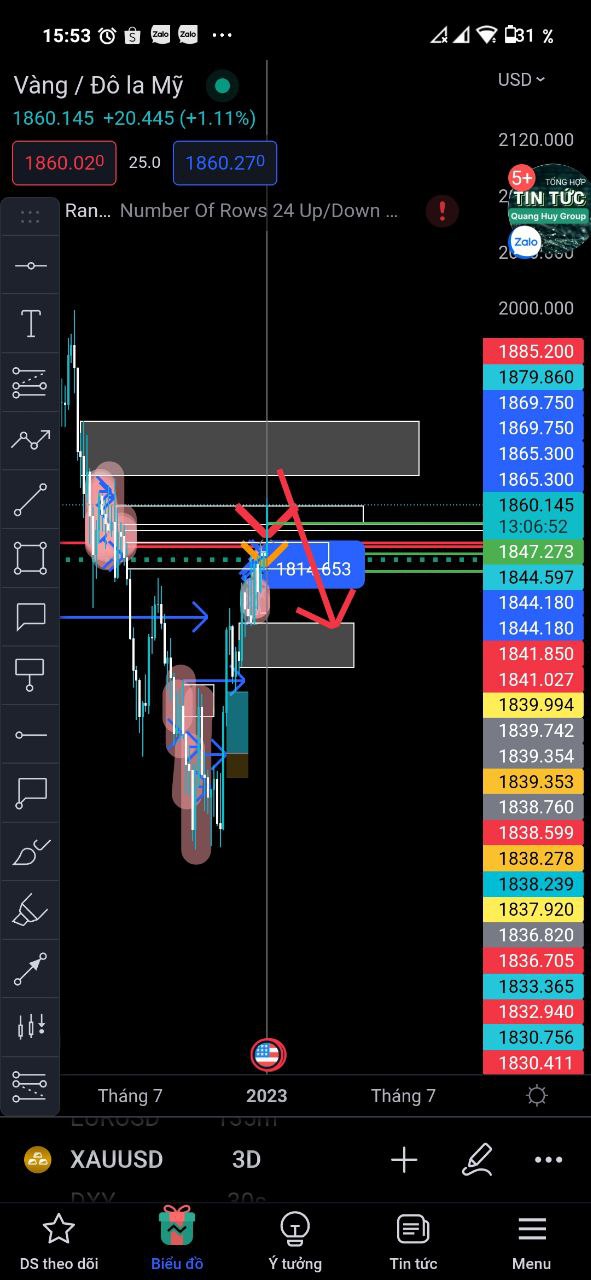 15:53
Zalo Zalo
31 %
Vàng / Đô la Mỹ
USD
1860.145 +20.445 (+1.11%)
1860.020 25.0 1860.270
2120.000
5+
TỔNG HỢP
TIN TỨC
Quang Huy Group
Zalo
Ran... Number Of Rows 24 Up/Down ...
2000.000
1885.200
1879.860
1869.750
1869.750
1865.300
1865.300
1860.145
13:06:52
1847.273
1844.597
1844.180
1844.180
1841.850
1841.027
1839.994
1839.742
1839.354
1839.353
1838.760
1838.599
1838.278
1838.239
1837.920
1836.820
1836.705
1833.365
1832.940
1830.756
1830.411
1814.653
Tháng 7 2023 Tháng 7
EURUSD 135m
XAUUSD 3D
DXY 30s
DS theo dõi Biểu đồ Ý tưởng Tin tức Menu